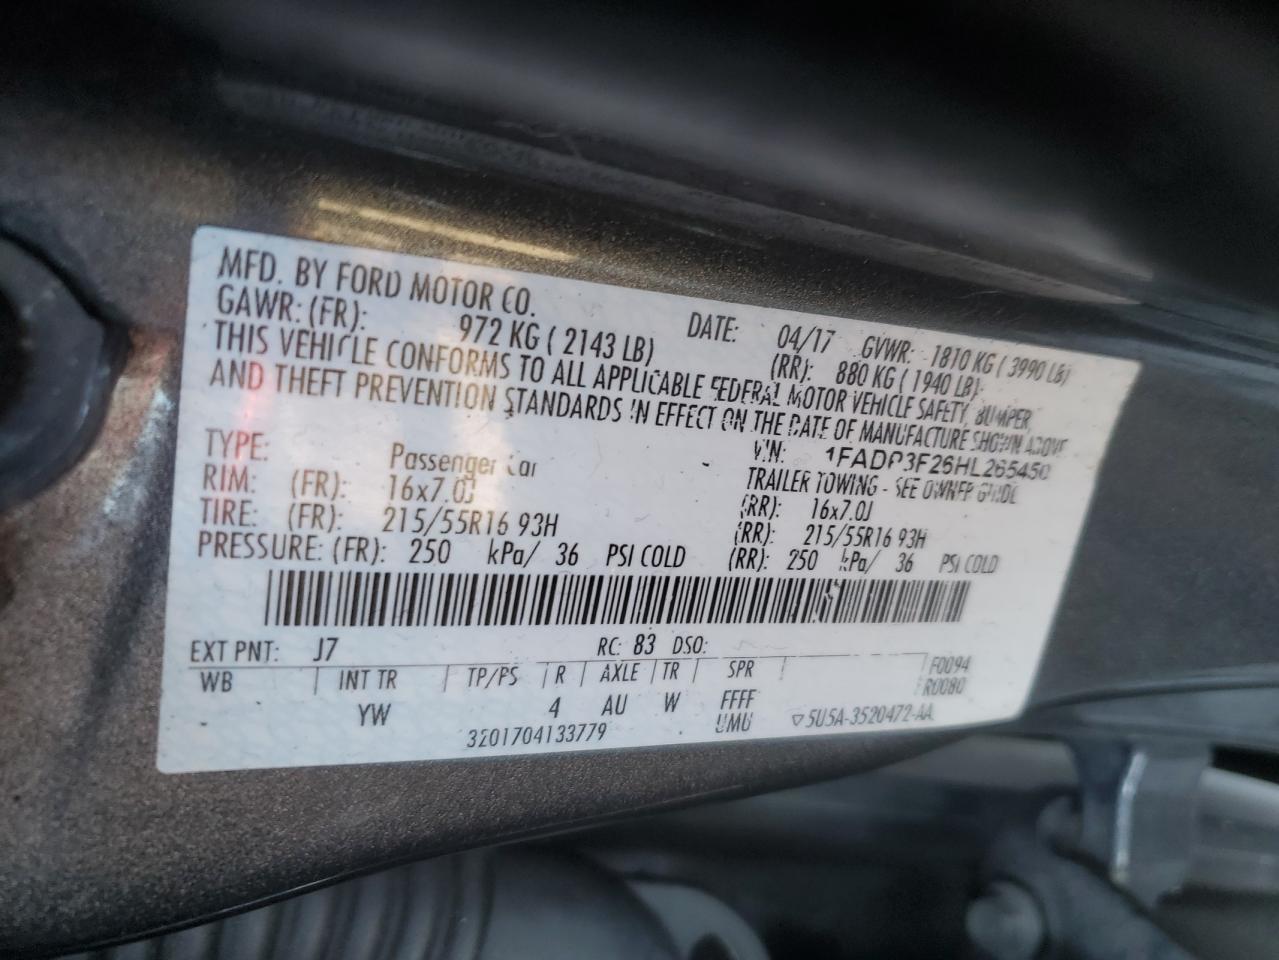 MFD. BY FORD MOTOR CO.
DATE: 04/17 GVWR: 1810 KG ( 3990 LB)
GAWR: (FR): 972 KG ( 2143 LB) (RR): 880 KG ( 1940 LB):
THIS VEHICLE CONFORMS TO ALL APPLICABLE FEDERAL MOTOR VEHICLE SAFETY, BUMPER,
AND THEFT PREVENTION STANDARDS IN EFFECT ON THE DATE OF MANUFACTURE SHOWN ABOVE
VIN: 1FADP3F26HL265450
TYPE: Passenger Car TRAILER TOWING - SEE OWNER GUIDE
RIM: (FR): 16x7.0J (RR): 16x7.0J
TIRE: (FR): 215/55R16 93H (RR): 215/55R16 93H
PRESSURE: (FR): 250 kPa/ 36 PSI COLD (RR): 250 kPa/ 36 PSI COLD
EXT PNT: J7 RC: 83 DSO:
WB INT TR TP/PS R AXLE TR SPR F0094
R0080
YW 4 AU W FFFF
UMU
3201704133779 ▽5U5A-3520472-AA